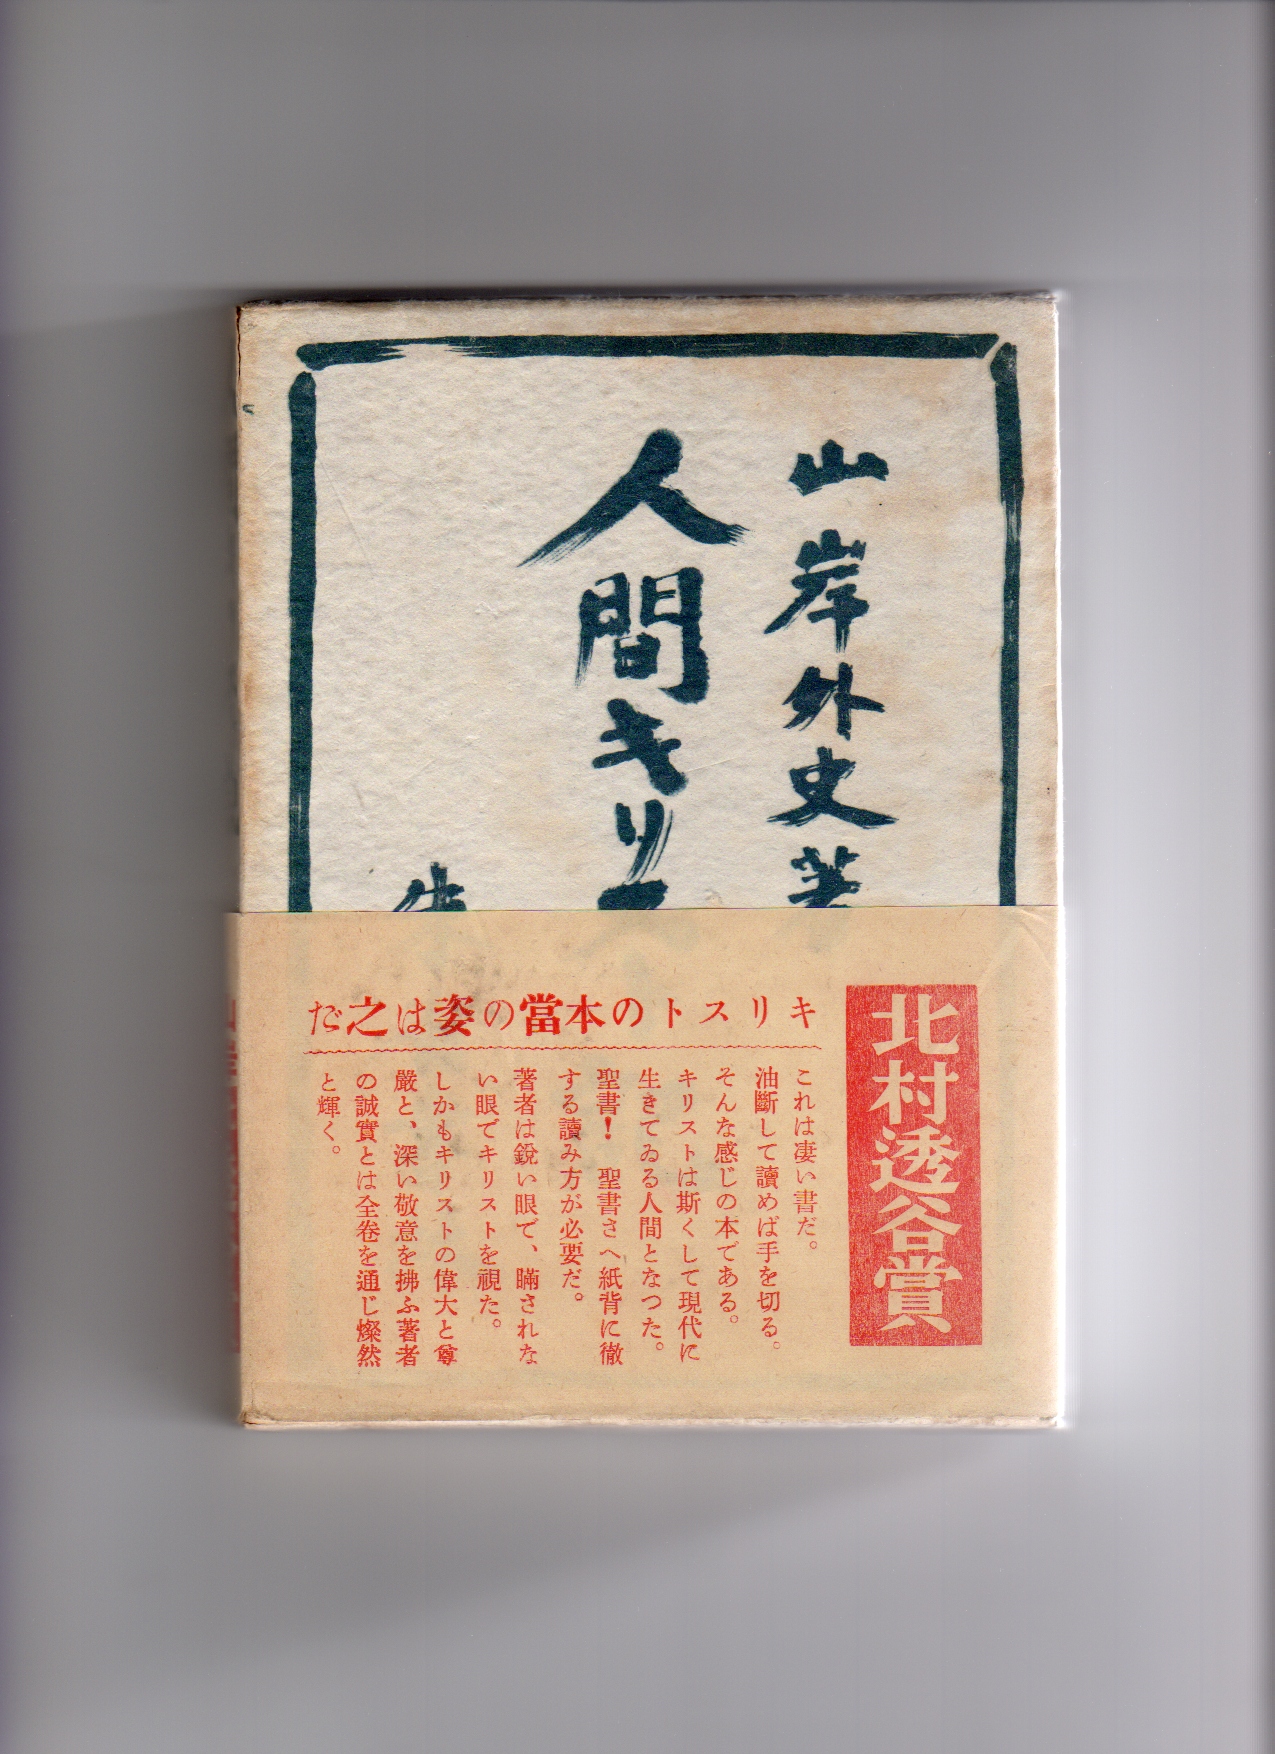 山岸外史著
人間キリス
北村透谷賞
キリストの本當の姿は之だ
これは凄い書だ。
油斷して讀めば手を切る。
そんな感じの本である。
キリストは斯くして現代に
生きてゐる人間となつた。
聖書！　聖書さへ紙背に徹
する讀み方が必要だ。
著者は鋭い眼で、瞞されな
い眼でキリストを視た。
しかもキリストの偉大と尊
嚴と、深い敬意を拂ふ著者
の誠實とは全卷を通じ燦然
と輝く。